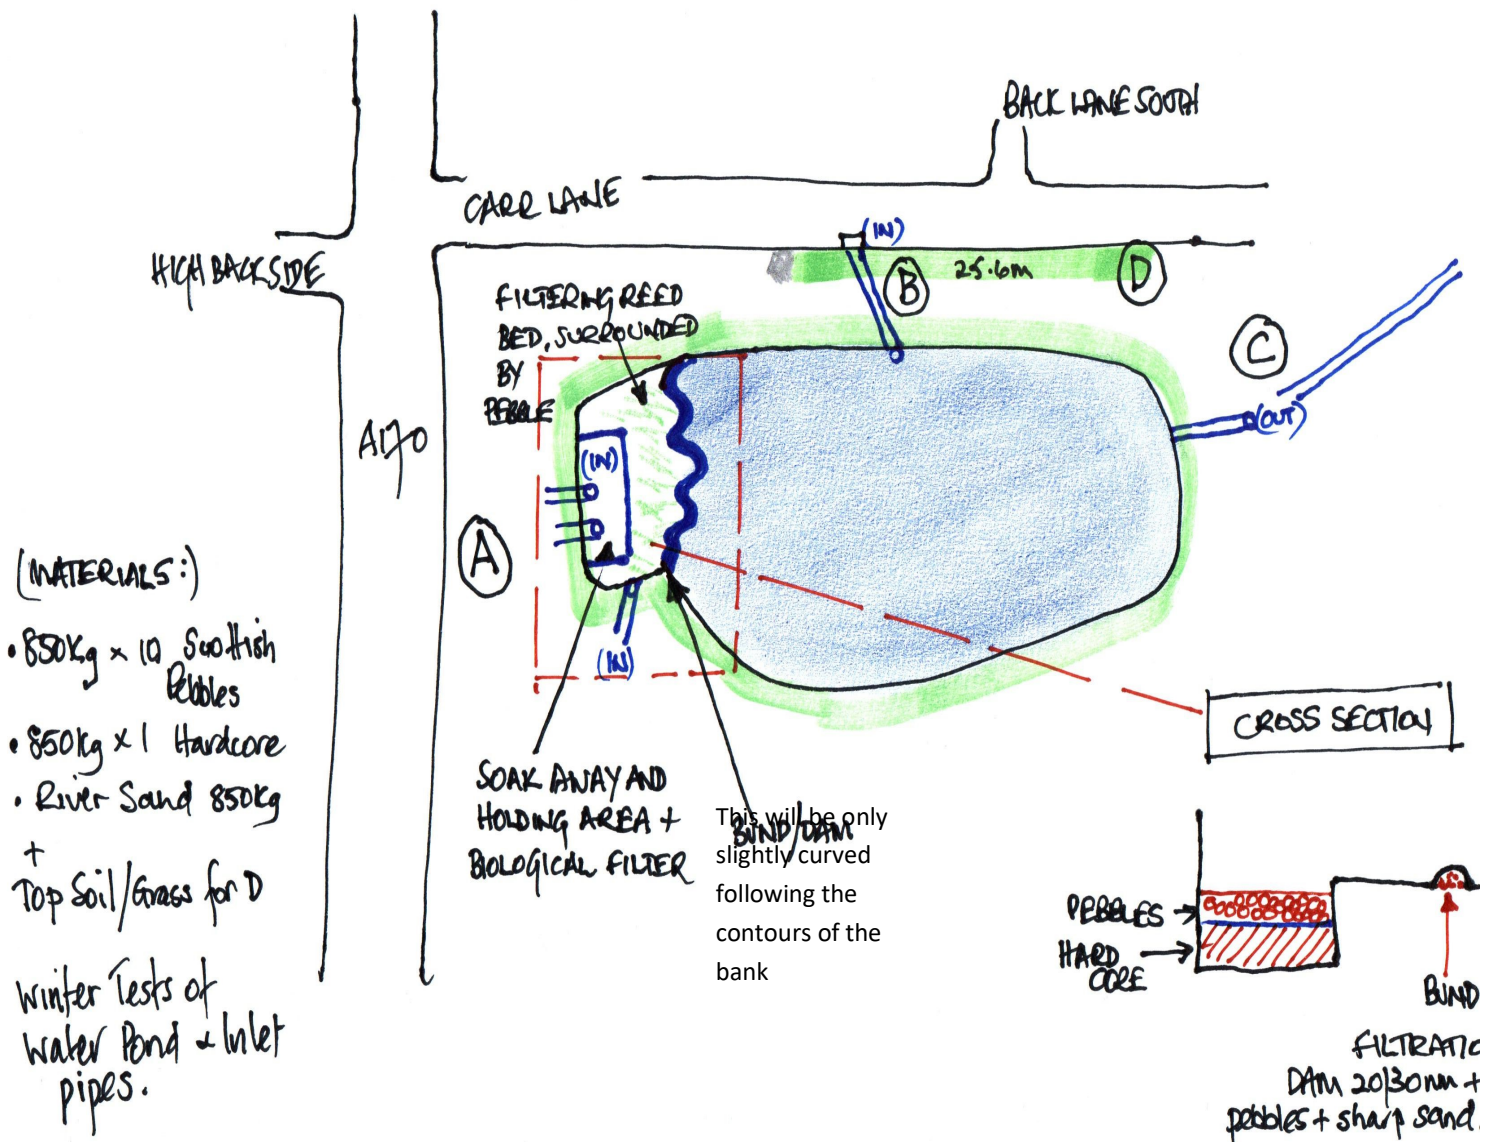 BACK LANE SOUTH
CARR LANE
HIGH BACKSIDE
(IN)
25.6m
D
B
FILTERING REED
BED, SURROUNDED
BY
PEBBLE
C
(OUT)
A170
(IN)
A
(IN)
(MATERIALS:)
• 850Kg x 10 Scottish
Pebbles
• 850kg x 1 Hardcore
• River Sand 850kg
+
Top Soil/Grass for D
Winter Tests of
Water Pond & Inlet
pipes.
SOAK AWAY AND
HOLDING AREA +
BIOLOGICAL FILTER
BUND/DAM
This will be only
slightly curved
following the
contours of the
bank
CROSS SECTION
PEBBLES
HARD
CORE
BUND
FILTRATIO
DAM 20/30mm +
pebbles + sharp sand.